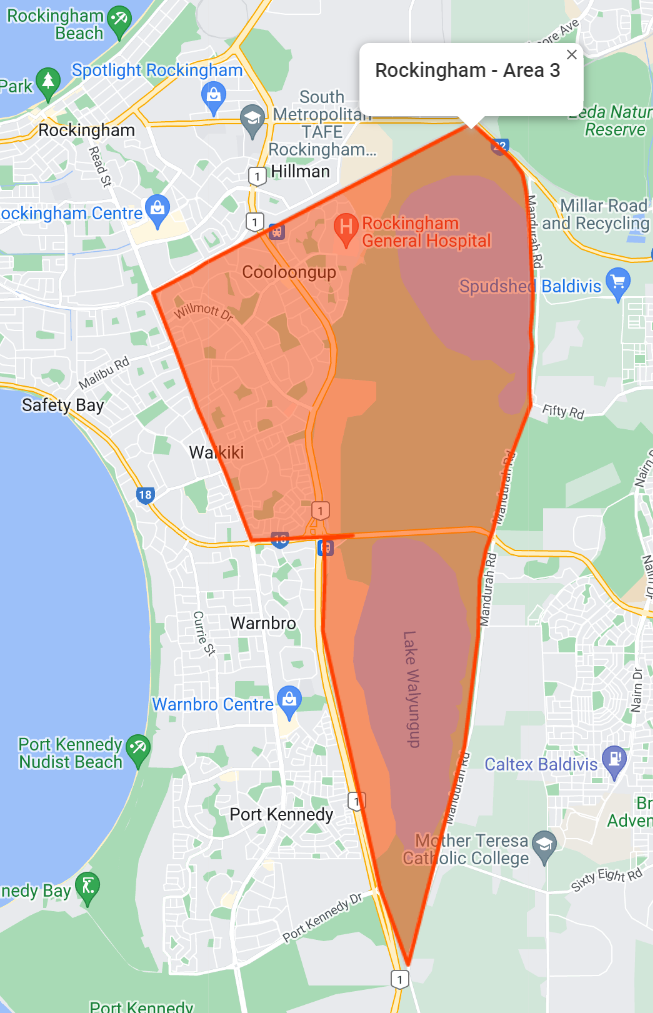 Rockingham
Beach
ore Ave
×
Rockingham - Area 3
Spotlight Rockingham
Park
South
Metropolitan
TAFE
Rockingham...
Leda Natur
Reserve
Rockingham
22
Read St
Hillman
1
ockingham Centre
1
Millar Road
and Recycling
Mandurah Rd
H
Rockingham
General Hospital
Cooloongup
Spudshed Baldivis
Willmott Dr
Malibu Rd
Safety Bay
Fifty Rd
Waikiki
Mandurah Rd
Nairn D
18
1
18
Mandurah Rd
Nairn Dr
Currie St
Warnbro
Lake Walyungup
Nairn Dr
Warnbro Centre
Port Kennedy
Nudist Beach
Caltex Baldivis
Mandurah Rd
1
Port Kennedy
Br
Adven
Mother Teresa
Catholic College
Sixty Eight Rd
nedy Bay
Port Kennedy Dr
1
Port Kennedy